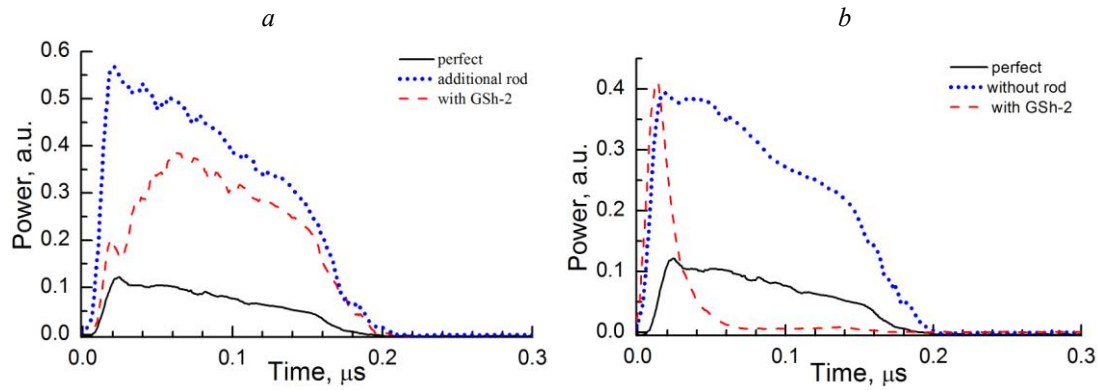 a
perfect
additional rod
with GSh-2
Power, a.u.
0.6
0.5
0.4
0.3
0.2
0.1
0.0
0.0 0.1 0.2 0.3
Time, μs
b
perfect
without rod
with GSh-2
Power, a.u.
0.4
0.3
0.2
0.1
0.0
0.0 0.1 0.2 0.3
Time, μs